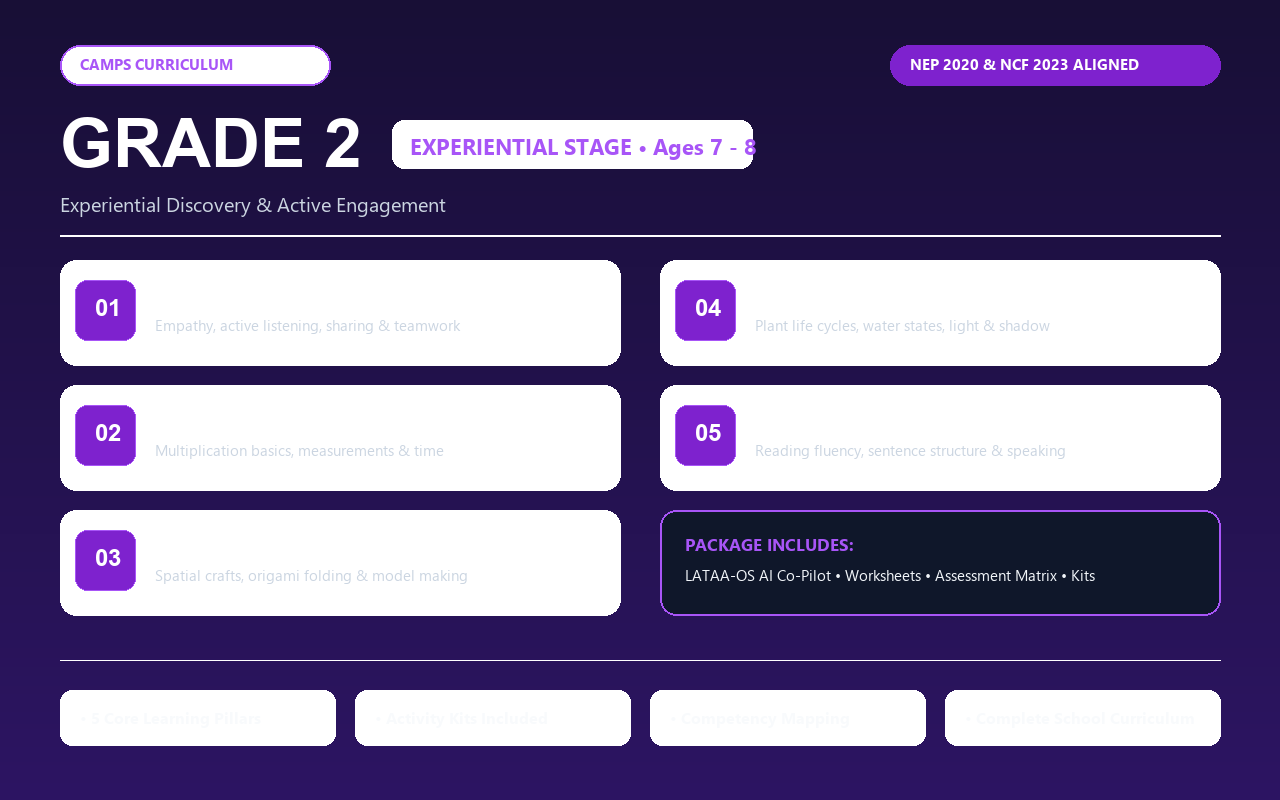 CAMPS CURRICULUM
NEP 2020 & NCF 2023 ALIGNED
GRADE 2
EXPERIENTIAL STAGE • Ages 7 - 8
Experiential Discovery & Active Engagement
01
Empathy, active listening, sharing & teamwork
02
Multiplication basics, measurements & time
03
Spatial crafts, origami folding & model making
04
Plant life cycles, water states, light & shadow
05
Reading fluency, sentence structure & speaking
PACKAGE INCLUDES:
LATAA-OS AI Co-Pilot • Worksheets • Assessment Matrix • Kits
• 5 Core Learning Pillars
• Activity Kits Included
• Competency Mapping
• Complete School Curriculum